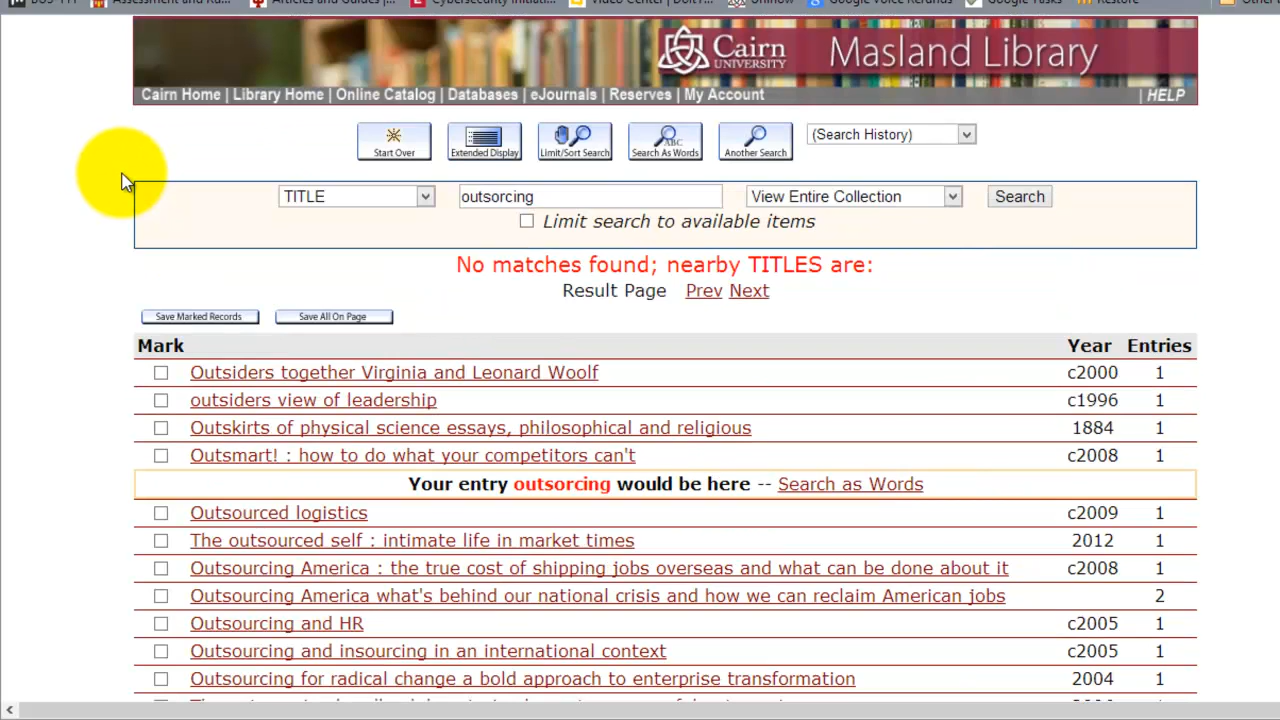 Cairn
UNIVERSITY
Masland Library
Cairn Home | Library Home | Online Catalog | Databases | eJournals | Reserves | My Account
| HELP
Start Over
Extended Display
Limit/Sort Search
ABC
Search As Words
Another Search
(Search History)
TITLE
outsorcing
View Entire Collection
Search
Limit search to available items
No matches found; nearby TITLES are:
Result Page Prev Next
Save Marked Records
Save All On Page
Mark Year Entries
Outsiders together Virginia and Leonard Woolf c2000 1
outsiders view of leadership c1996 1
Outskirts of physical science essays, philosophical and religious 1884 1
Outsmart! : how to do what your competitors can't c2008 1
Your entry outsorcing would be here -- Search as Words
Outsourced logistics c2009 1
The outsourced self : intimate life in market times 2012 1
Outsourcing America : the true cost of shipping jobs overseas and what can be done about it c2008 1
Outsourcing America what's behind our national crisis and how we can reclaim American jobs 2
Outsourcing and HR c2005 1
Outsourcing and insourcing in an international context c2005 1
Outsourcing for radical change a bold approach to enterprise transformation 2004 1